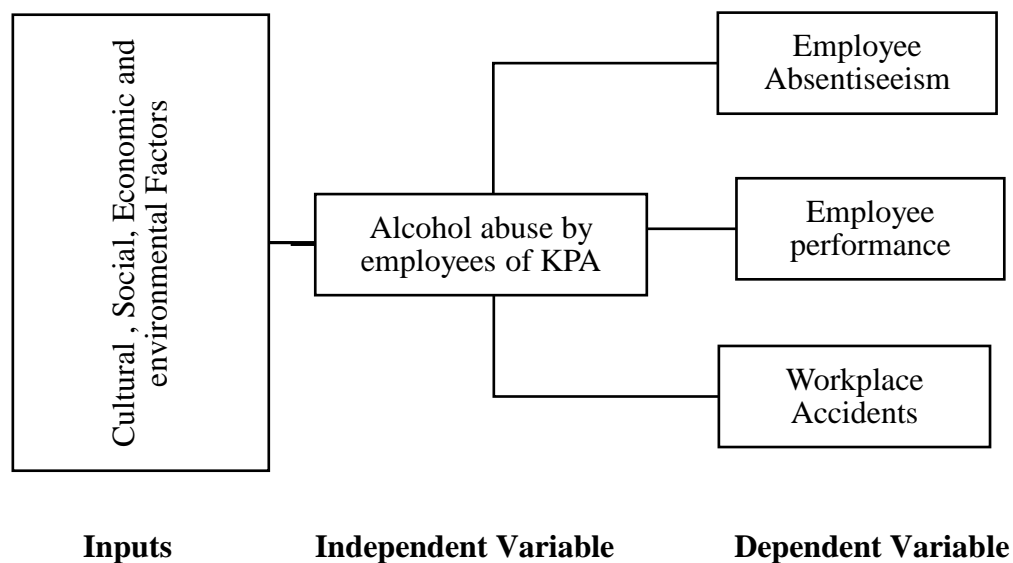 Cultural , Social, Economic and
environmental Factors
Alcohol abuse by
employees of KPA
Employee
Absentiseeism
Employee
performance
Workplace
Accidents
Inputs
Independent Variable
Dependent Variable